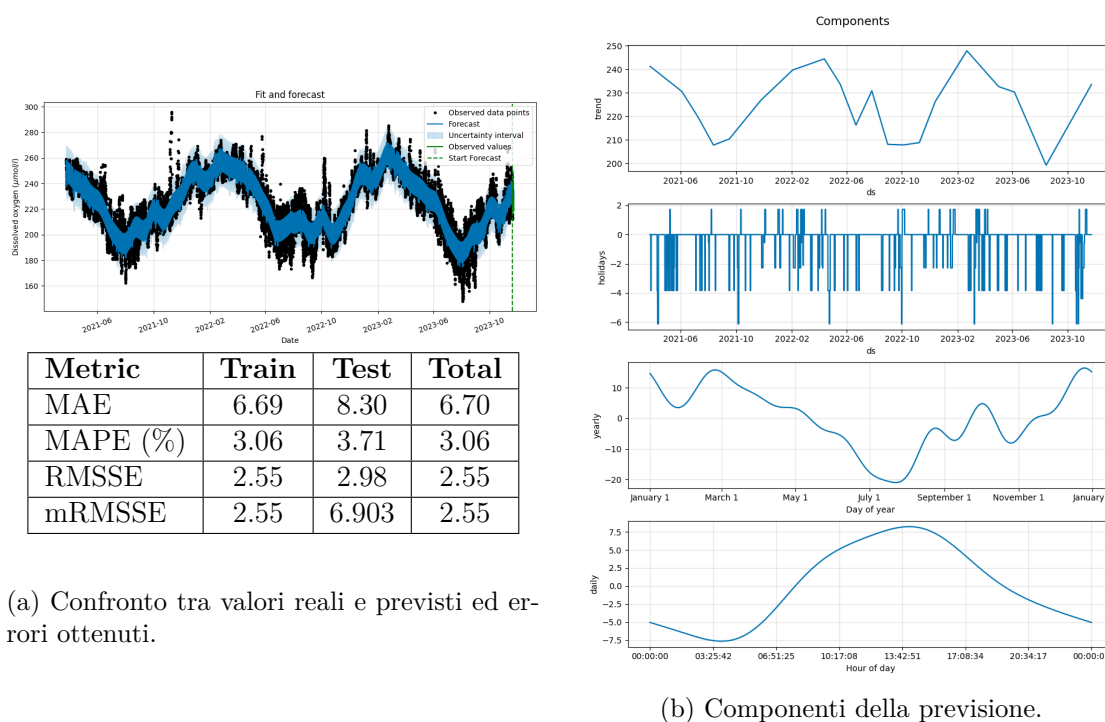 Fit and forecast
300
280
260
240
220
200
180
160
Dissolved oxygen (μmol/l)
Observed data points
Forecast
Uncertainty interval
Observed values
Start Forecast
2021-06 2021-10 2022-02 2022-06 2022-10 2023-02 2023-06 2023-10
Date
Metric Train Test Total
MAE 6.69 8.30 6.70
MAPE (%) 3.06 3.71 3.06
RMSSE 2.55 2.98 2.55
mRMSSE 2.55 6.903 2.55
(a) Confronto tra valori reali e previsti ed er-
rori ottenuti.
Components
250
240
230
220
210
200
trend
2021-06 2021-10 2022-02 2022-06 2022-10 2023-02 2023-06 2023-10
ds
2
0
−2
−4
−6
holidays
2021-06 2021-10 2022-02 2022-06 2022-10 2023-02 2023-06 2023-10
ds
10
0
−10
−20
yearly
January 1 March 1 May 1 July 1 September 1 November 1 January
Day of year
7.5
5.0
2.5
0.0
−2.5
−5.0
−7.5
daily
00:00:00 03:25:42 06:51:25 10:17:08 13:42:51 17:08:34 20:34:17 00:00:0
Hour of day
(b) Componenti della previsione.